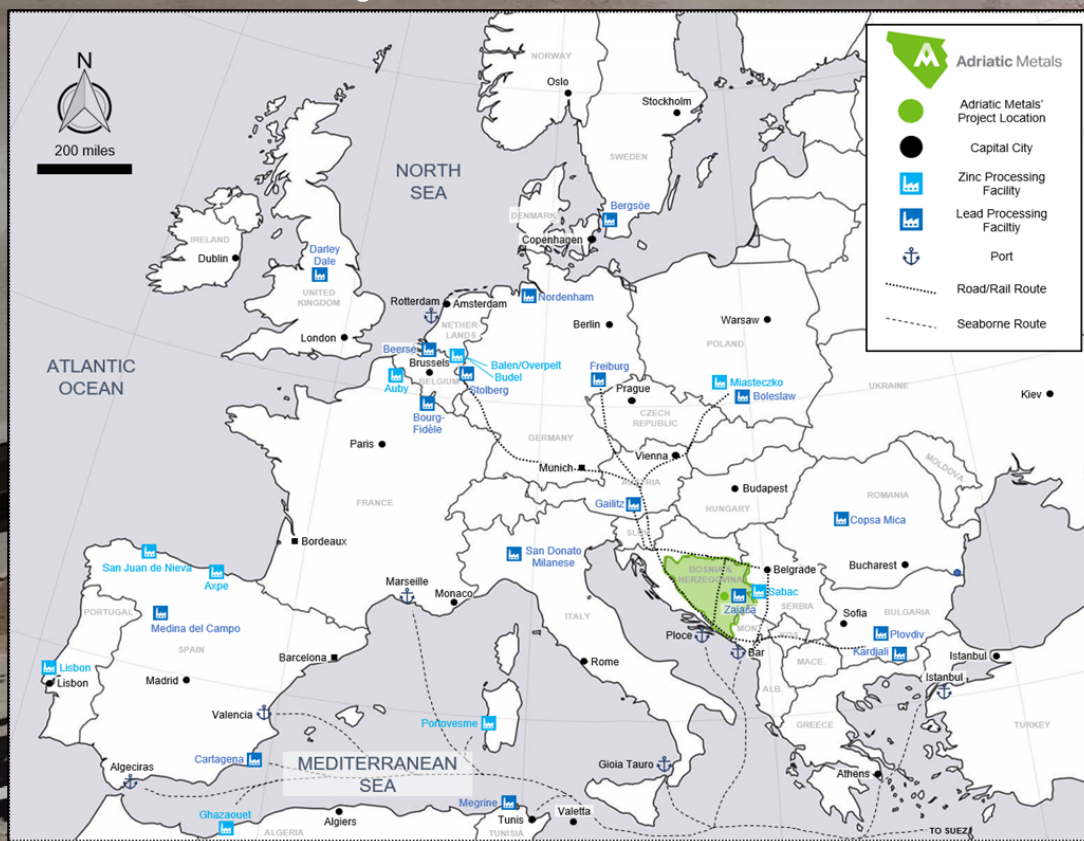 N
200 miles
Adriatic Metals
Adriatic Metals'
Project Location
Capital City
Zinc Processing
Facility
Lead Processing
Faciltiy
Port
Road/Rail Route
Seaborne Route
NORWAY
Oslo
Stockholm
SWEDEN
NORTH
SEA
DENMARK
Bergsöe
Copenhagen
IRELAND
Dublin
Darley
Dale
UNITED
KINGDOM
London
Rotterdam
Amsterdam
NETHER-
LANDS
Nordenham
Berlin
Warsaw
POLAND
ATLANTIC
OCEAN
Beerse
Brussels
BELGIUM
Balen/Overpelt
Budel
Stolberg
Auby
Bourg-
Fidèle
Freiburg
Prague
CZECH
REPUBLIC
Miasteczko
Boleslaw
UKRAINE
Kiev
Paris
GERMANY
Munich
Vienna
AUSTRIA
Budapest
HUNGARY
MOLDOVA
FRANCE
Gailitz
SLO.
ROMANIA
Copsa Mica
Bordeaux
San Donato
Milanese
BOSNIA &
HERZEGOVINA
Belgrade
Bucharest
San Juan de Nieva
Axpe
Marseille
Monaco
ITALY
Zajača
Sabac
SERBIA
Sofia
BULGARIA
PORTUGAL
Medina del Campo
SPAIN
Ploce
MONT.
KOS.
Bar
Plovdiv
Kardjali
Istanbul
Istanbul
Lisbon
Lisbon
Madrid
Barcelona
Rome
MACE.
ALB.
Valencia
Portovesme
GREECE
TURKEY
Cartagena
Algeciras
MEDITERRANEAN
SEA
Gioia Tauro
Athens
Ghazaouet
Algiers
ALGERIA
Megrine
Tunis
TUNISIA
Valetta
TO SUEZ